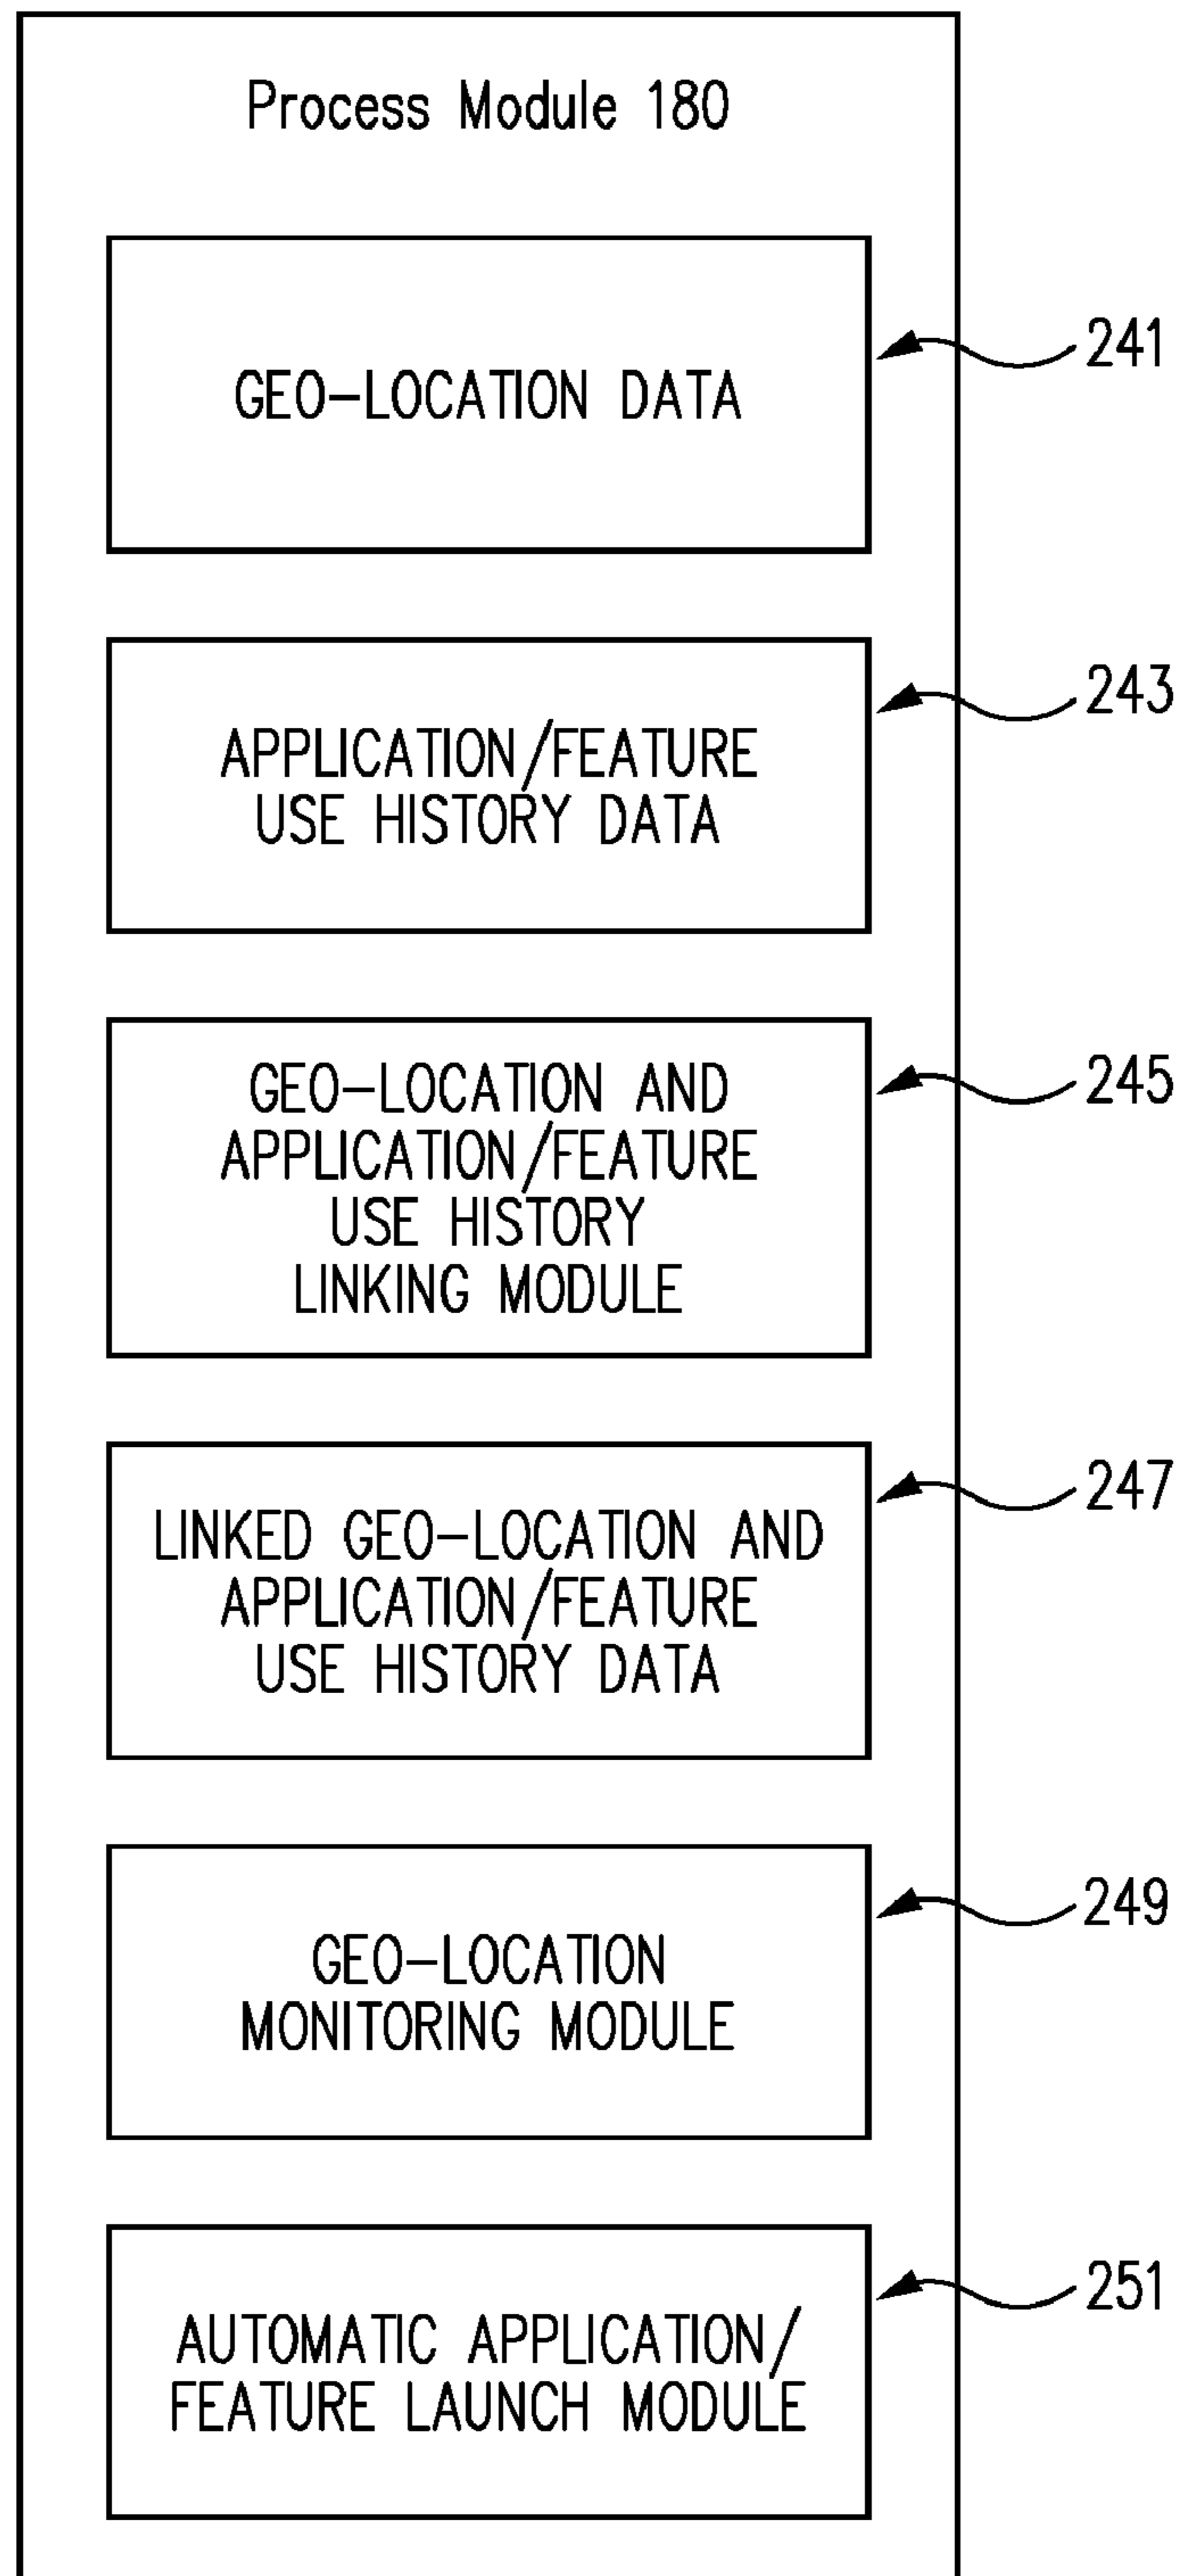 Process Module 180
GEO-LOCATION DATA
241
APPLICATION/FEATURE
USE HISTORY DATA
243
GEO-LOCATION AND
APPLICATION/FEATURE
USE HISTORY
LINKING MODULE
245
LINKED GEO-LOCATION AND
APPLICATION/FEATURE
USE HISTORY DATA
247
GEO-LOCATION
MONITORING MODULE
249
AUTOMATIC APPLICATION/
FEATURE LAUNCH MODULE
251